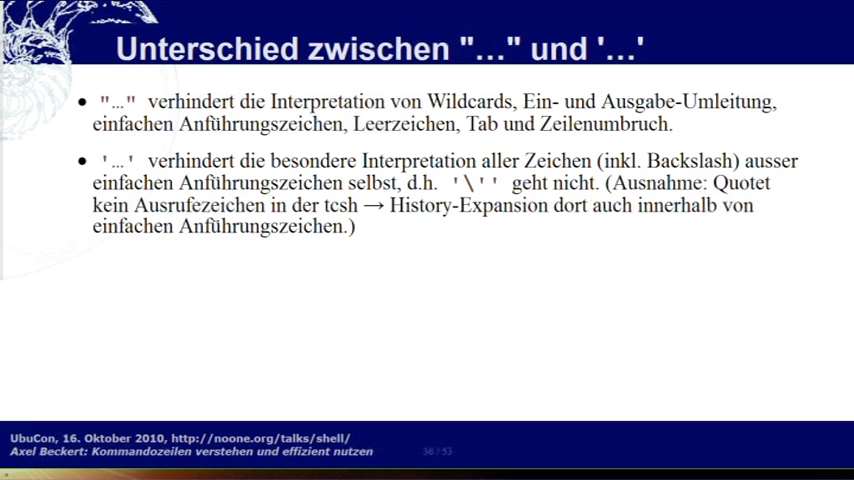 Unterschied zwischen "..." und '...'
• "..." verhindert die Interpretation von Wildcards, Ein- und Ausgabe-Umleitung,
einfachen Anführungszeichen, Leerzeichen, Tab und Zeilenumbruch.
• '...' verhindert die besondere Interpretation aller Zeichen (inkl. Backslash) ausser
einfachen Anführungszeichen selbst, d.h. '\'' geht nicht. (Ausnahme: Quotet
kein Ausrufezeichen in der tcsh → History-Expansion dort auch innerhalb von
einfachen Anführungszeichen.)
UbuCon, 16. Oktober 2010, http://noone.org/talks/shell/
Axel Beckert: Kommandozeilen verstehen und effizient nutzen